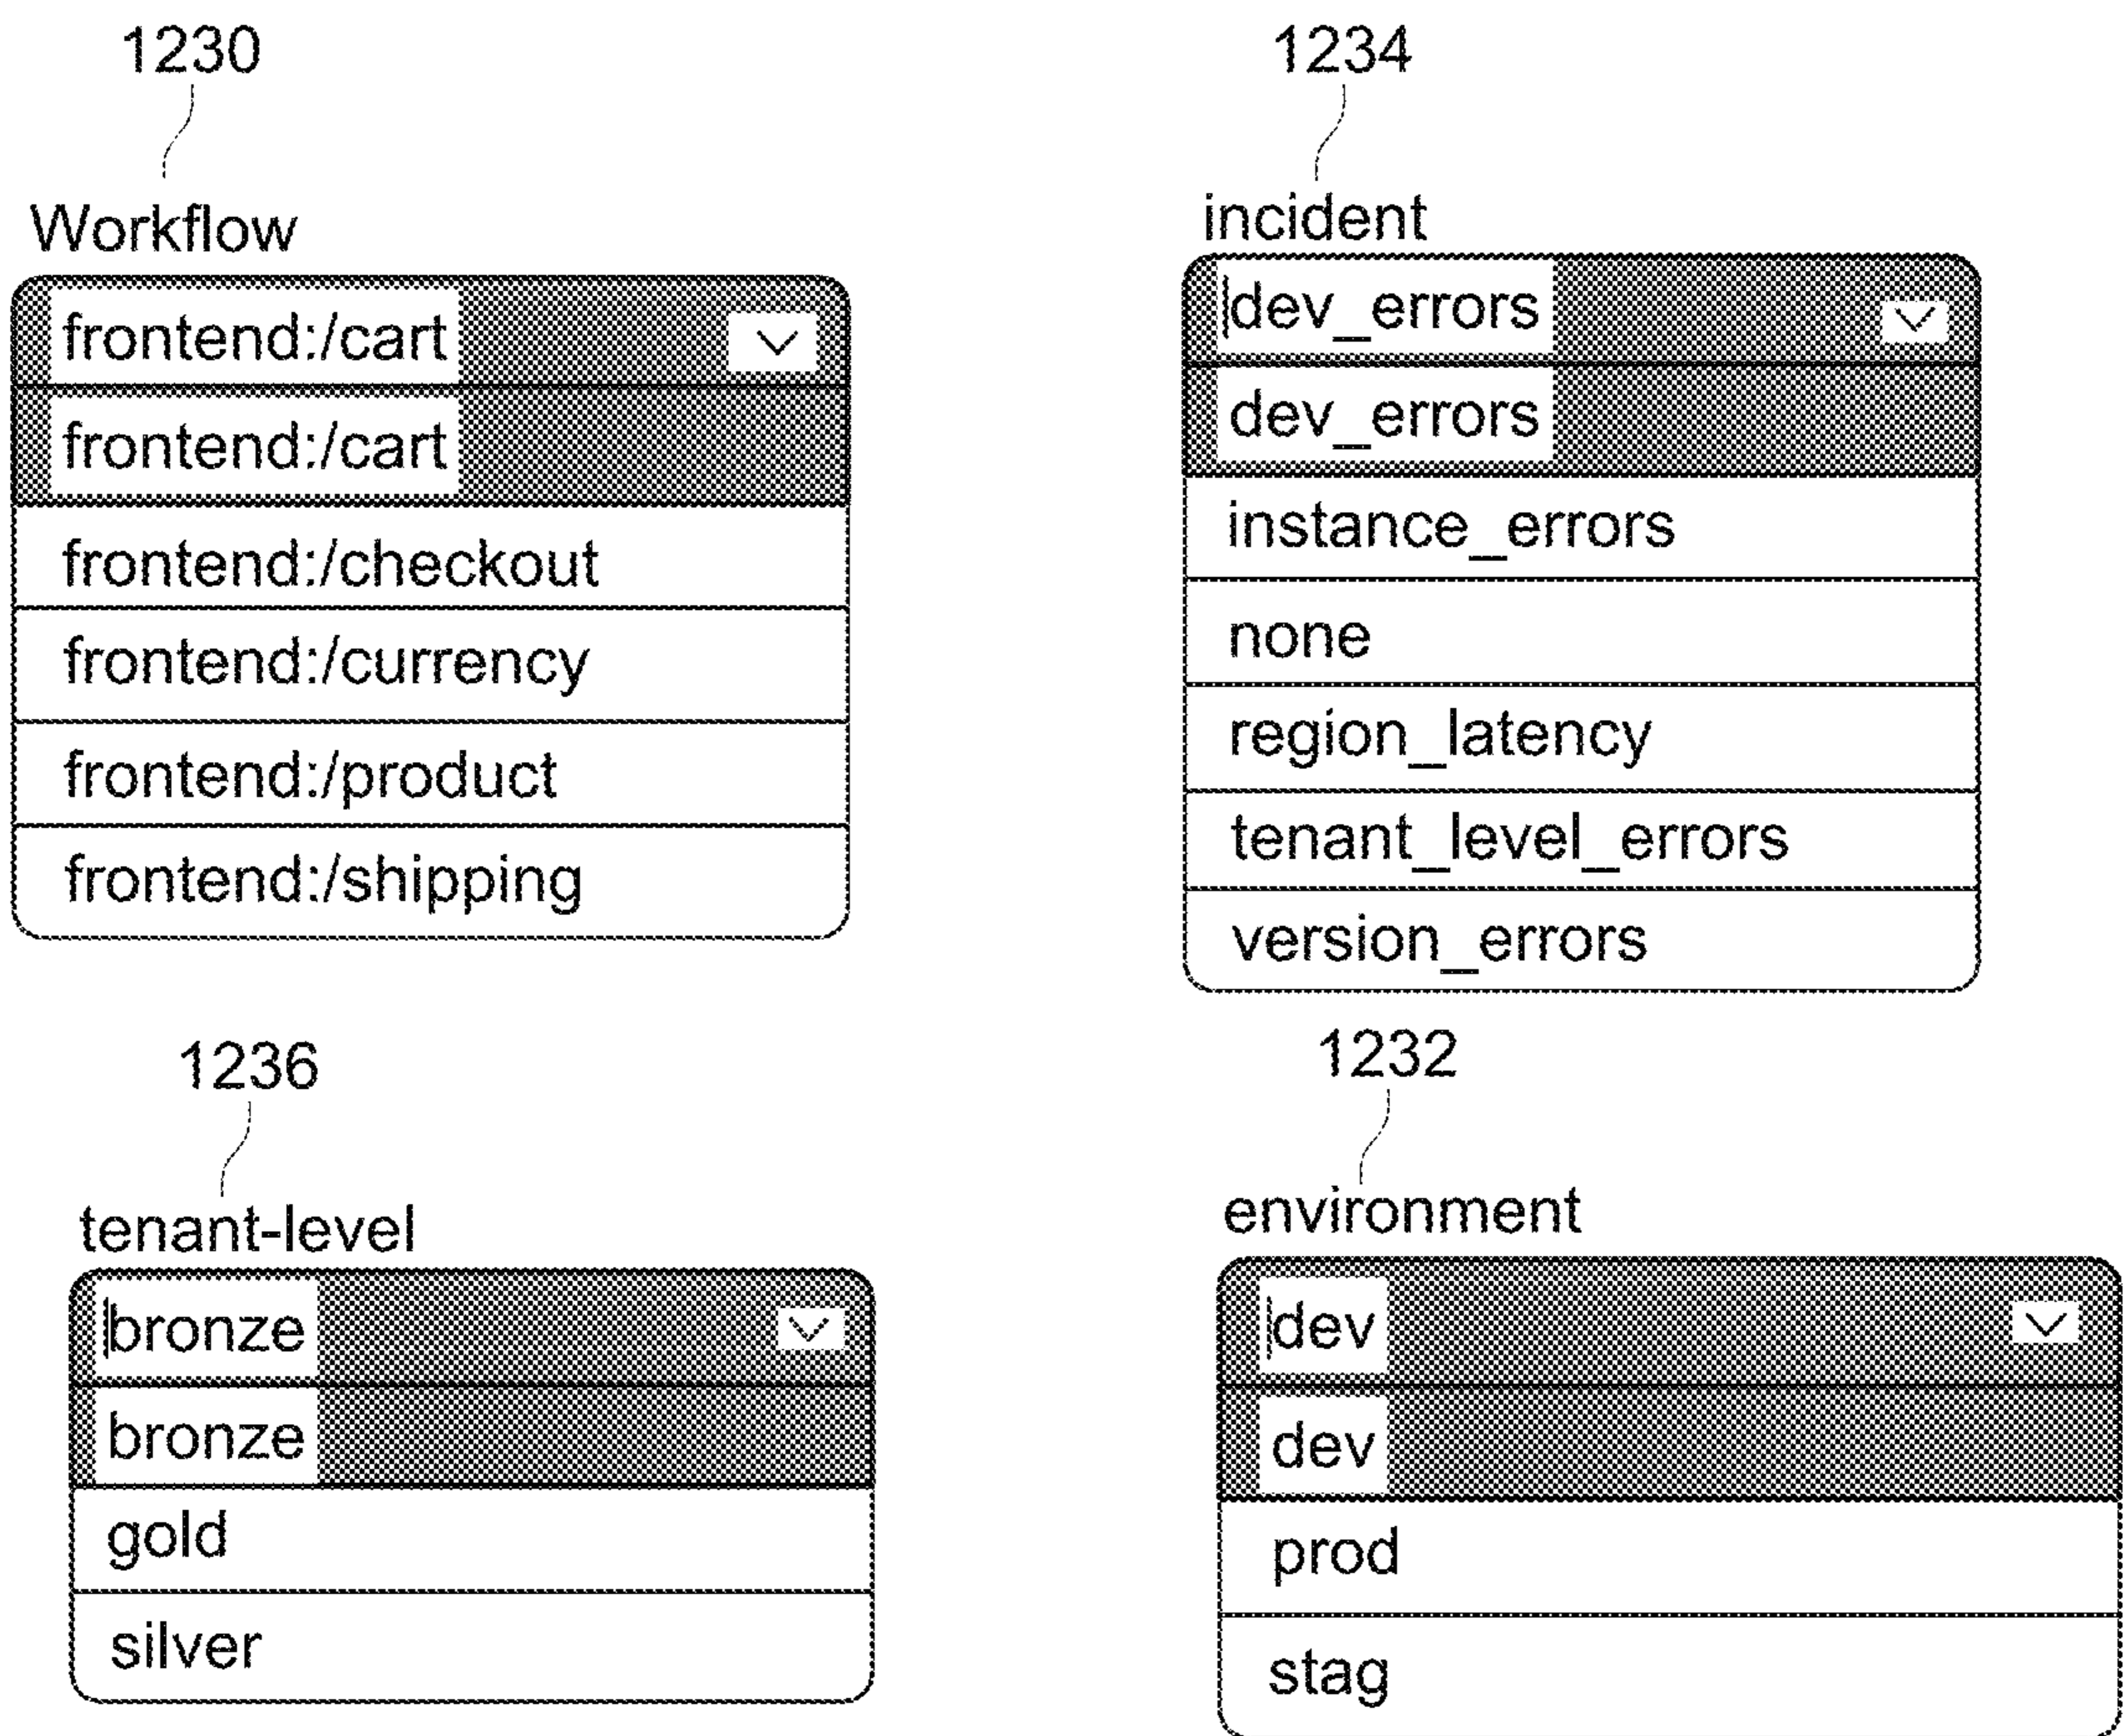 1230
Workflow
frontend:/cart
frontend:/cart
frontend:/checkout
frontend:/currency
frontend:/product
frontend:/shipping
1234
incident
dev_errors
dev_errors
instance_errors
none
region_latency
tenant_level_errors
version_errors
1236
tenant-level
bronze
bronze
gold
silver
1232
environment
dev
dev
prod
stag